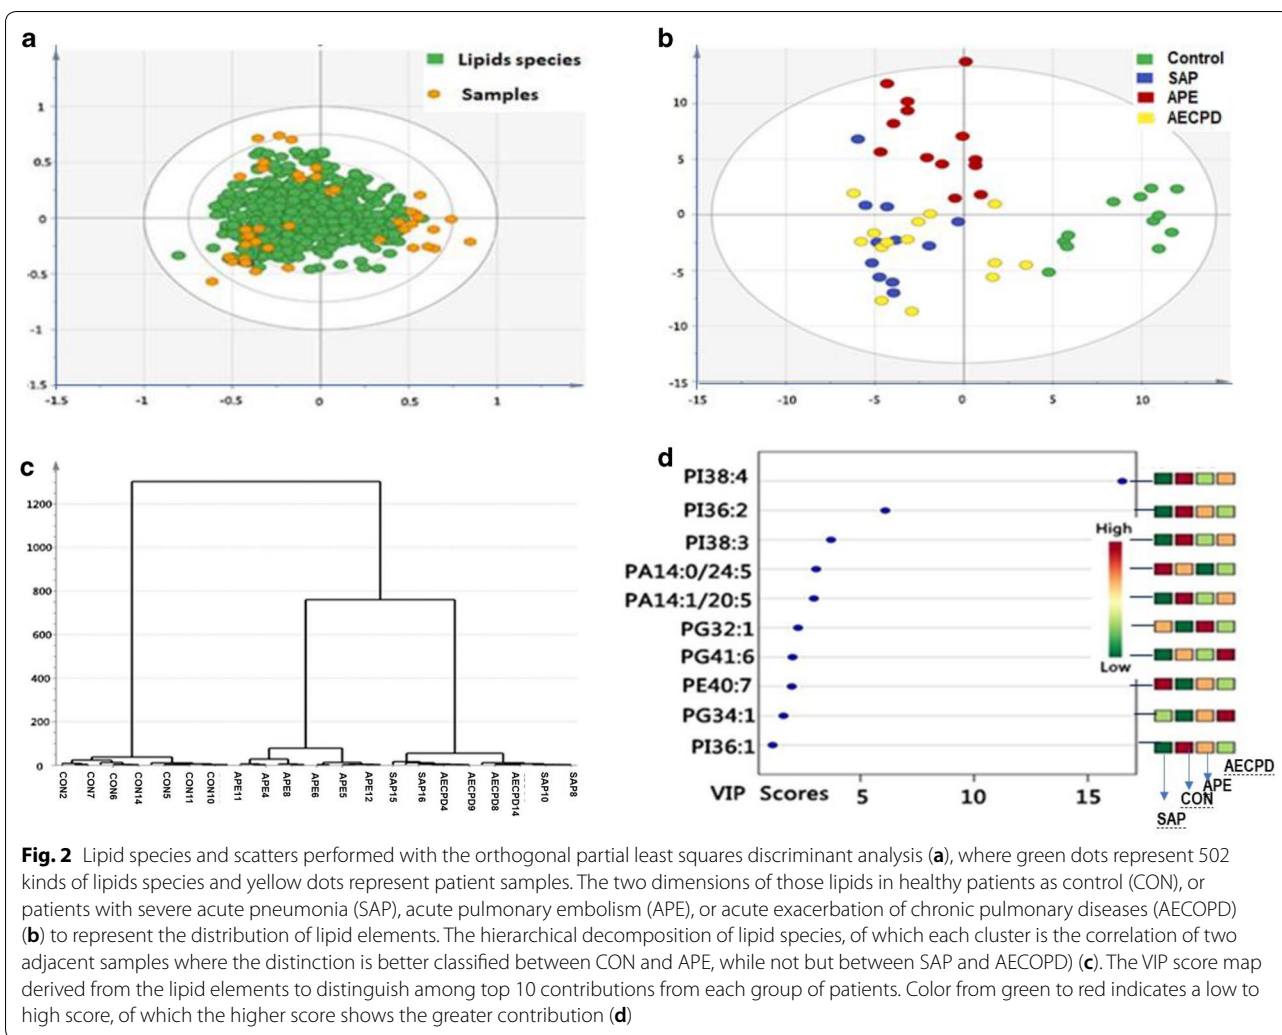 a
Lipids species
Samples
1
0.5
0
-0.5
-1
-1.5
-1.5
-1
-0.5
0
0.5
1
b
Control
SAP
APE
AECPD
10
5
0
-5
-10
-15
-15
-10
-5
0
5
10
c
1200
1000
800
600
400
200
0
CON2
CON7
CON6
CON14
CON5
CON11
CON10
APE11
APE4
APE8
APE6
APE5
APE12
SAP15
SAP16
AECPD4
AECPD9
AECPD8
AECPD14
SAP10
SAP8
d
PI38:4
PI36:2
PI38:3
PA14:0/24:5
PA14:1/20:5
PG32:1
PG41:6
PE40:7
PG34:1
PI36:1
High
Low
VIP Scores 5 10 15
SAP
CON
APE
AECPD
Fig. 2 Lipid species and scatters performed with the orthogonal partial least squares discriminant analysis (a), where green dots represent 502
kinds of lipids species and yellow dots represent patient samples. The two dimensions of those lipids in healthy patients as control (CON), or
patients with severe acute pneumonia (SAP), acute pulmonary embolism (APE), or acute exacerbation of chronic pulmonary diseases (AECOPD)
(b) to represent the distribution of lipid elements. The hierarchical decomposition of lipid species, of which each cluster is the correlation of two
adjacent samples where the distinction is better classified between CON and APE, while not but between SAP and AECOPD) (c). The VIP score map
derived from the lipid elements to distinguish among top 10 contributions from each group of patients. Color from green to red indicates a low to
high score, of which the higher score shows the greater contribution (d)